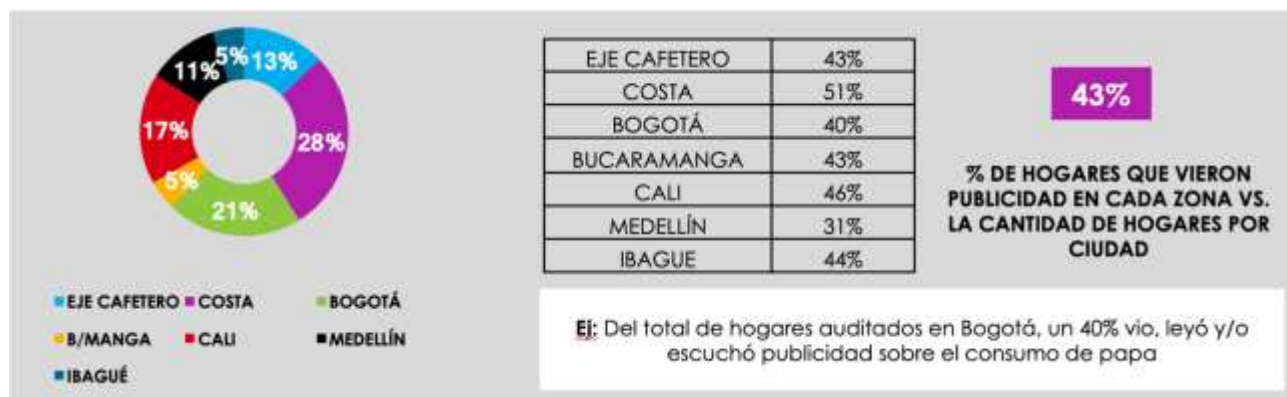 5%
13%
11%
28%
17%
5%
21%
EJE CAFETERO COSTA BOGOTÁ
B/MANGA CALI MEDELLÍN
IBAGUÉ
EJE CAFETERO 43%
COSTA 51%
BOGOTÁ 40%
BUCARAMANGA 43%
CALI 46%
MEDELLÍN 31%
IBAGUE 44%
43%
% DE HOGARES QUE VIERON
PUBLICIDAD EN CADA ZONA VS.
LA CANTIDAD DE HOGARES POR
CIUDAD
Ej: Del total de hogares auditados en Bogotá, un 40% vio, leyó y/o
escuchó publicidad sobre el consumo de papa